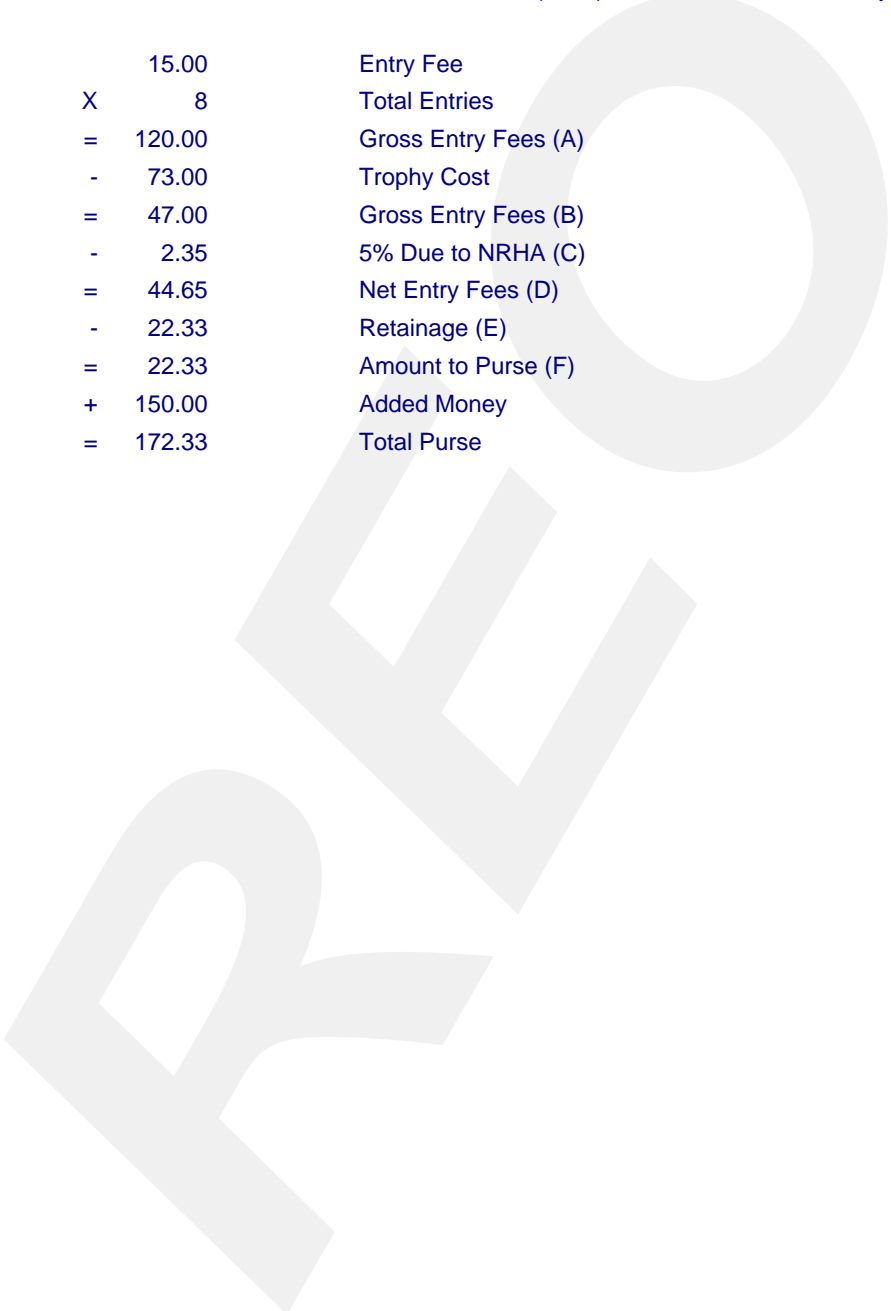 15.00 Entry Fee
X 8 Total Entries
= 120.00 Gross Entry Fees (A)
- 73.00 Trophy Cost
= 47.00 Gross Entry Fees (B)
- 2.35 5% Due to NRHA (C)
= 44.65 Net Entry Fees (D)
- 22.33 Retainage (E)
= 22.33 Amount to Purse (F)
+ 150.00 Added Money
= 172.33 Total Purse
REO